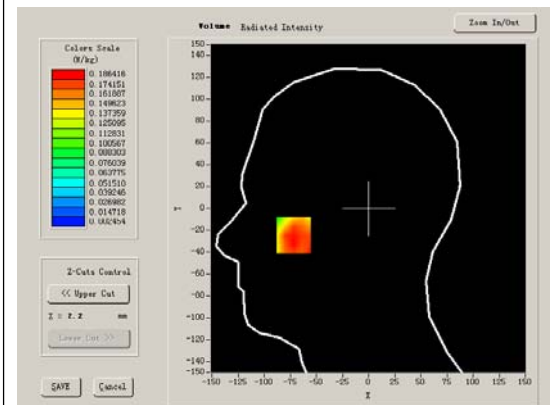 Volume Radiated Intensity
Zoom In/Out
Colors Scale
(W/kg)
0.186416
0.174151
0.161887
0.149623
0.137359
0.125095
0.112831
0.100567
0.088303
0.076039
0.063775
0.051510
0.039246
0.026982
0.014718
0.002454
150
140
120
100
80
60
40
20
0
-20
-40
-60
-80
-100
-120
-140
-150
Y
-150 -125 -100 -75 -50 -25 0 25 50 75 100 125 150
X
Z-Cuts Control
<< Upper Cut
Z = 2.2 mm
Lower Cut >>
SAVE Cancel